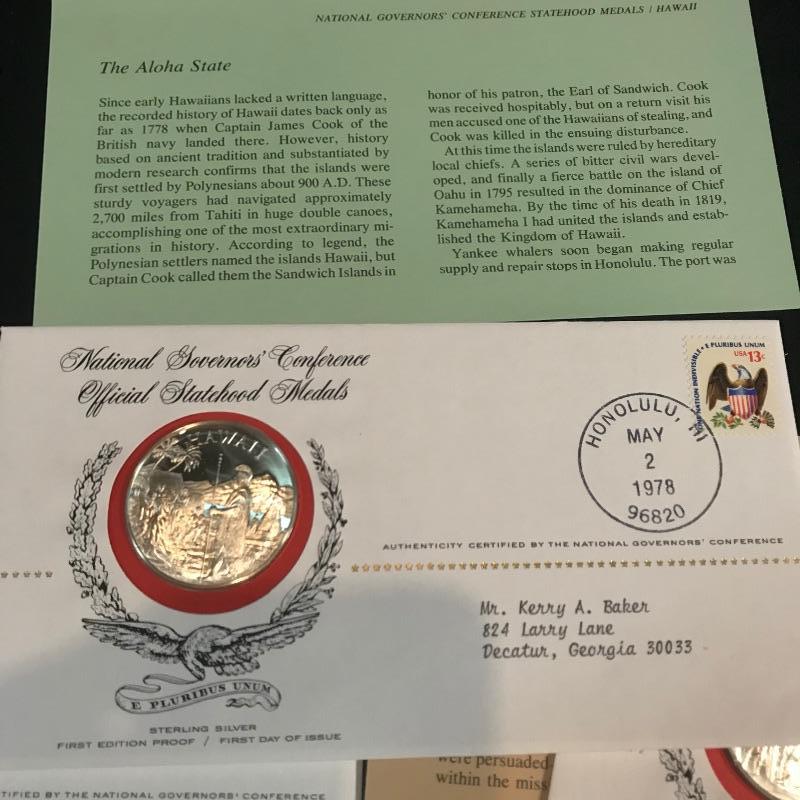 NATIONAL GOVERNORS' CONFERENCE STATEHOOD MEDALS / HAWAII
The Aloha State
Since early Hawaiians lacked a written language,
the recorded history of Hawaii dates back only as
far as 1778 when Captain James Cook of the
British navy landed there. However, history
based on ancient tradition and substantiated by
modern research confirms that the islands were
first settled by Polynesians about 900 A.D. These
sturdy voyagers had navigated approximately
2,700 miles from Tahiti in huge double canoes,
accomplishing one of the most extraordinary mi-
grations in history. According to legend, the
Polynesian settlers named the islands Hawaii, but
Captain Cook called them the Sandwich Islands in
honor of his patron, the Earl of Sandwich. Cook
was received hospitably, but on a return visit his
men accused one of the Hawaiians of stealing, and
Cook was killed in the ensuing disturbance.
At this time the islands were ruled by hereditary
local chiefs. A series of bitter civil wars devel-
oped, and finally a fierce battle on the island of
Oahu in 1795 resulted in the dominance of Chief
Kamehameha. By the time of his death in 1819,
Kamehameha I had united the islands and estab-
lished the Kingdom of Hawaii.
Yankee whalers soon began making regular
supply and repair stops in Honolulu. The port was
National Governors' Conference
Official Statehood Medals
HAWAII
E PLURIBUS UNUM
STERLING SILVER
FIRST EDITION PROOF / FIRST DAY OF ISSUE
ONE NATION INDIVISIBLE • E PLURIBUS UNUM
USA 13c
HONOLULU, HI
MAY
2
1978
96820
AUTHENTICITY CERTIFIED BY THE NATIONAL GOVERNORS' CONFERENCE
Mr. Kerry A. Baker
824 Larry Lane
Decatur, Georgia 30033
TIFIED BY THE NATIONAL GOVERNORS' CONFERENCE
were persuaded
within the miss